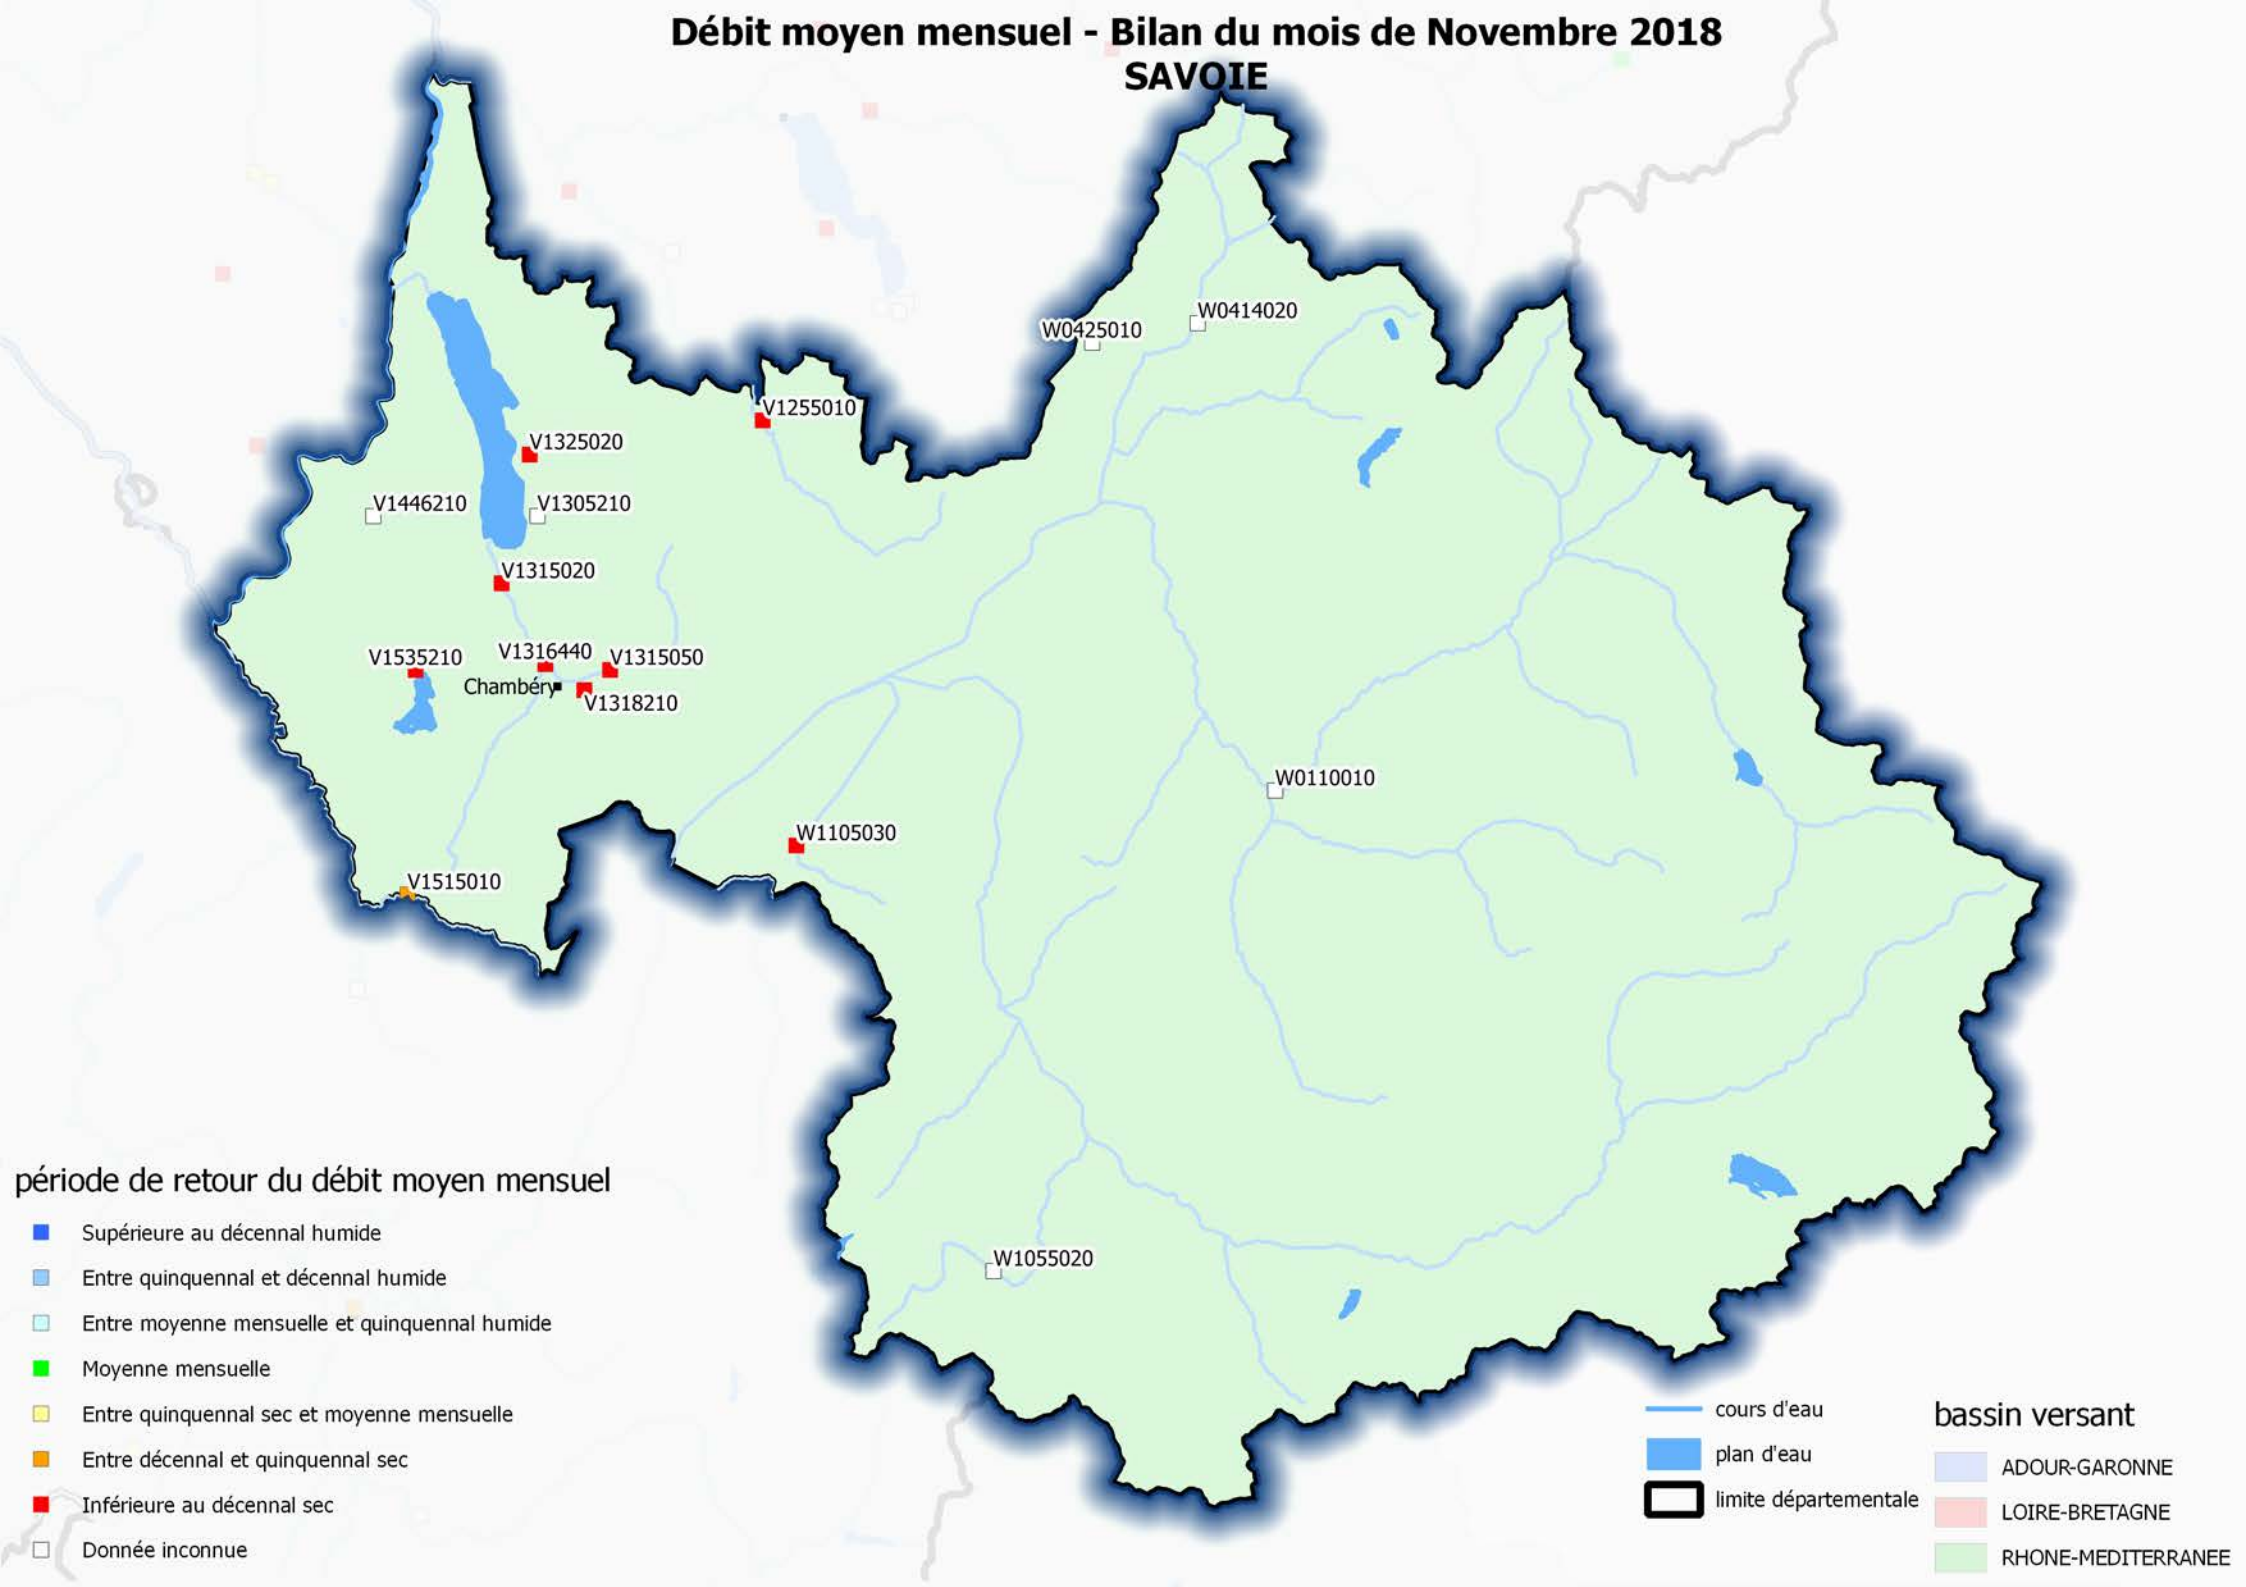 Débit moyen mensuel - Bilan du mois de Novembre 2018
SAVOIE
W0414020
W0425010
V1255010
V1325020
V1446210
V1305210
V1315020
V1316440
V1535210
V1315050
Chambéry
V1318210
W0110010
W1105030
V1515010
W1055020
période de retour du débit moyen mensuel
Supérieure au décennal humide
Entre quinquennal et décennal humide
Entre moyenne mensuelle et quinquennal humide
Moyenne mensuelle
Entre quinquennal sec et moyenne mensuelle
Entre décennal et quinquennal sec
Inférieure au décennal sec
Donnée inconnue
cours d'eau
plan d'eau
limite départementale
bassin versant
ADOUR-GARONNE
LOIRE-BRETAGNE
RHONE-MEDITERRANEE